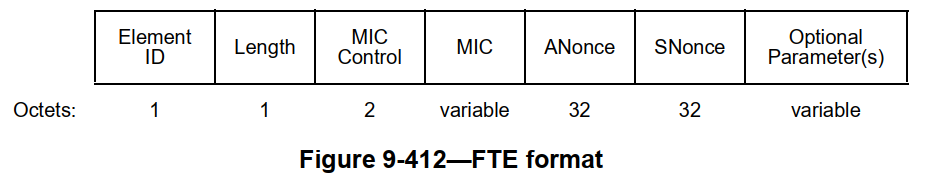 Element ID
Length
MIC Control
MIC
ANonce
SNonce
Optional Parameter(s)
Octets: 1 1 2 variable 32 32 variable
Figure 9-412—FTE format